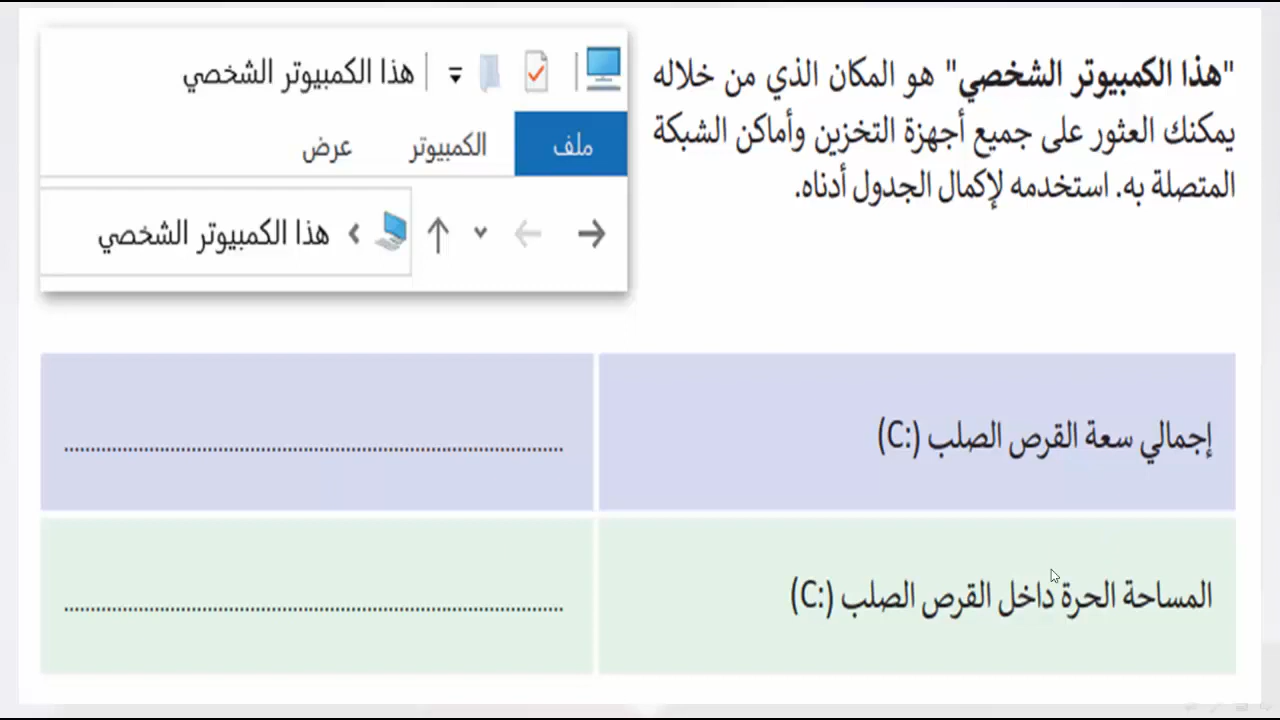 "هذا الكمبيوتر الشخصي" هو المكان الذي من خلاله
يمكنك العثور على جميع أجهزة التخزين وأماكن الشبكة
المتصلة به. استخدمه لإكمال الجدول أدناه.
هذا الكمبيوتر الشخصي
ملف الكمبيوتر عرض
هذا الكمبيوتر الشخصي
إجمالي سعة القرص الصلب (C:)
المساحة الحرة داخل القرص الصلب (C:)